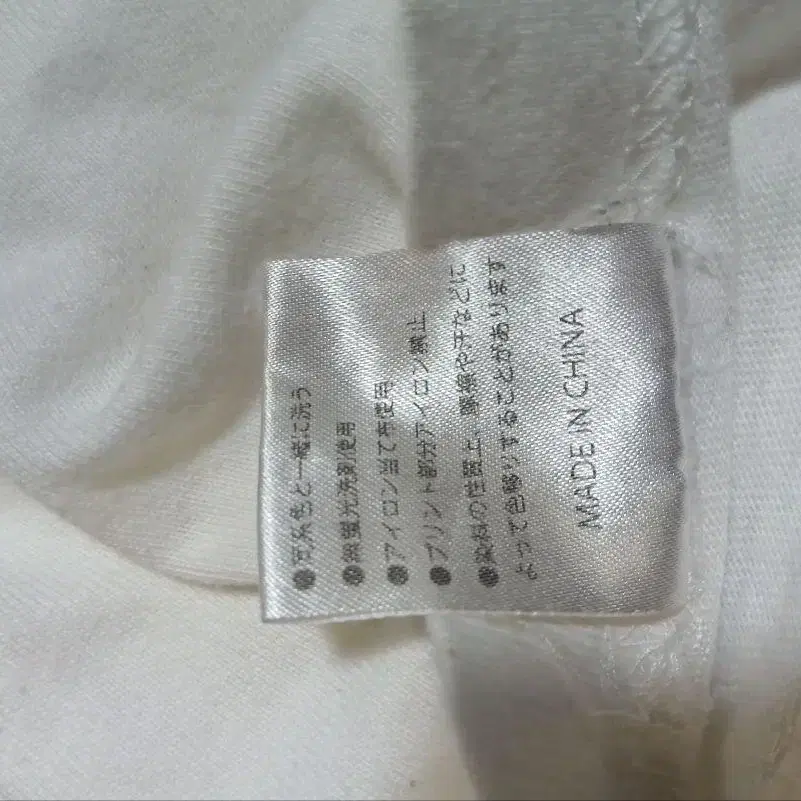 ●同系色と一緒に洗う
●無蛍光洗剤使用
●アイロン当て布使用
●プリント部分アイロン禁止
●染料の性質上、摩擦や汗などに
よって色移りすることがあります
MADE IN CHINA